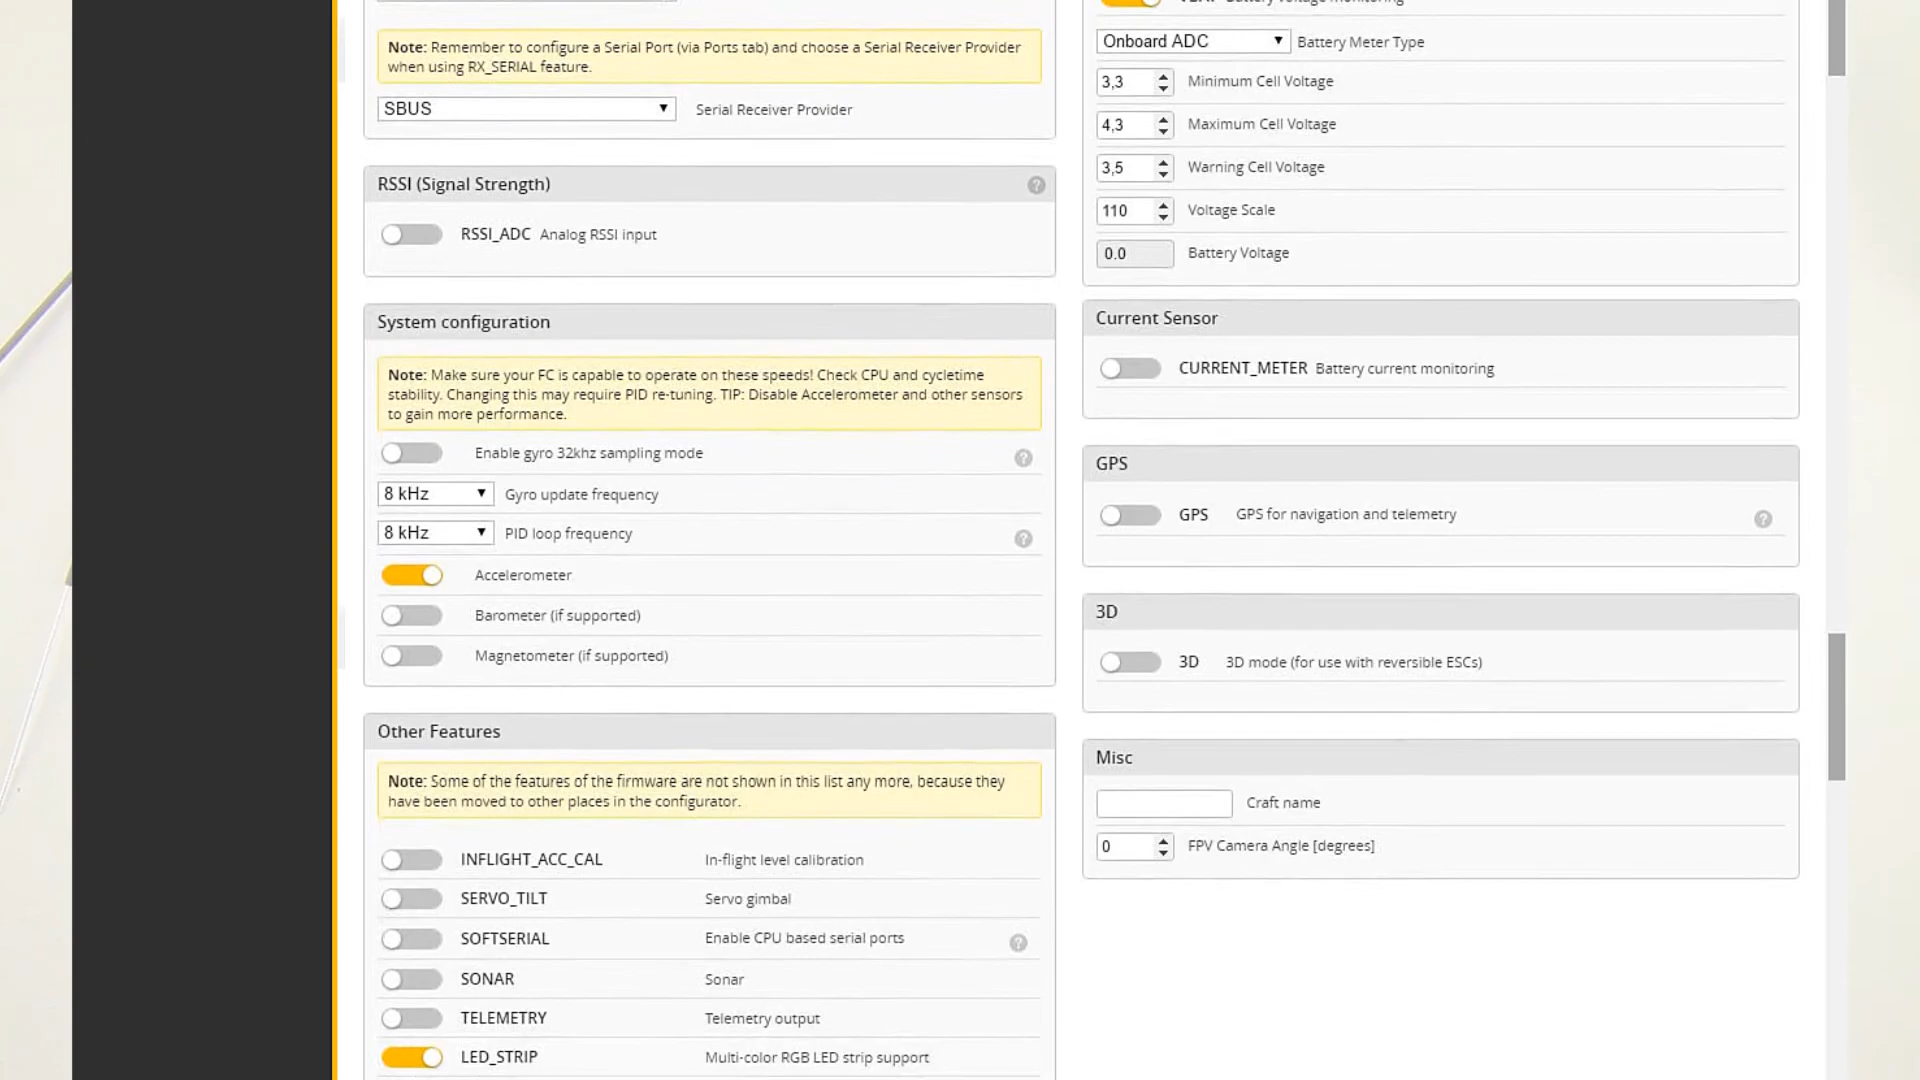 Note: Remember to configure a Serial Port (via Ports tab) and choose a Serial Receiver Provider
when using RX_SERIAL feature.
SBUS Serial Receiver Provider
RSSI (Signal Strength)
RSSI_ADC Analog RSSI input
System configuration
Note: Make sure your FC is capable to operate on these speeds! Check CPU and cycletime
stability. Changing this may require PID re-tuning. TIP: Disable Accelerometer and other sensors
to gain more performance.
Enable gyro 32khz sampling mode
8 kHz Gyro update frequency
8 kHz PID loop frequency
Accelerometer
Barometer (if supported)
Magnetometer (if supported)
Other Features
Note: Some of the features of the firmware are not shown in this list any more, because they
have been moved to other places in the configurator.
INFLIGHT_ACC_CAL In-flight level calibration
SERVO_TILT Servo gimbal
SOFTSERIAL Enable CPU based serial ports
SONAR Sonar
TELEMETRY Telemetry output
LED_STRIP Multi-color RGB LED strip support
Battery voltage monitoring
Onboard ADC Battery Meter Type
3,3 Minimum Cell Voltage
4,3 Maximum Cell Voltage
3,5 Warning Cell Voltage
110 Voltage Scale
0.0 Battery Voltage
Current Sensor
CURRENT_METER Battery current monitoring
GPS
GPS GPS for navigation and telemetry
3D
3D 3D mode (for use with reversible ESCs)
Misc
Craft name
0 FPV Camera Angle [degrees]